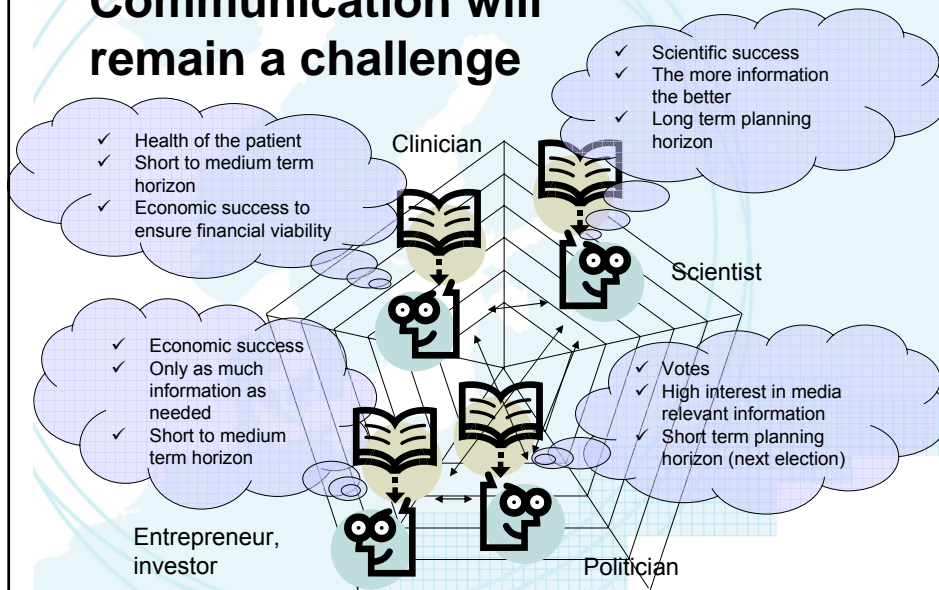 Communication will
remain a challenge
✓ Scientific success
✓ The more information
the better
✓ Long term planning
horizon
Clinician
✓ Health of the patient
✓ Short to medium term
horizon
✓ Economic success to
ensure financial viability
Scientist
✓ Economic success
✓ Only as much
information as
needed
✓ Short to medium
term horizon
✓ Votes
✓ High interest in media
relevant information
✓ Short term planning
horizon (next election)
Entrepreneur,
investor
Politician